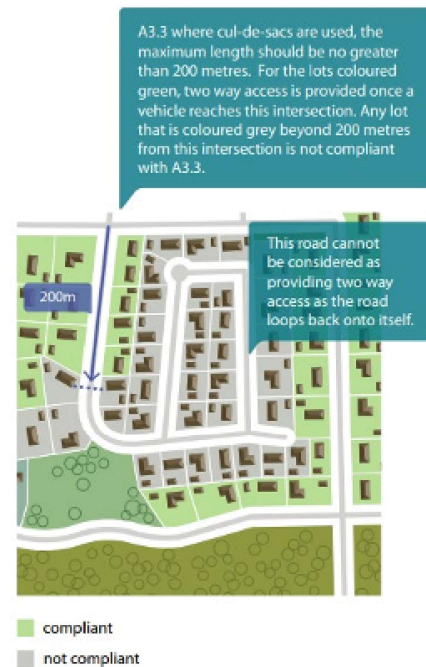 A3.3 where cul-de-sacs are used, the
maximum length should be no greater
than 200 metres. For the lots coloured
green, two way access is provided once a
vehicle reaches this intersection. Any lot
that is coloured grey beyond 200 metres
from this intersection is not compliant
with A3.3.
This road cannot
be considered as
providing two way
access as the road
loops back onto itself.
200m
compliant
not compliant